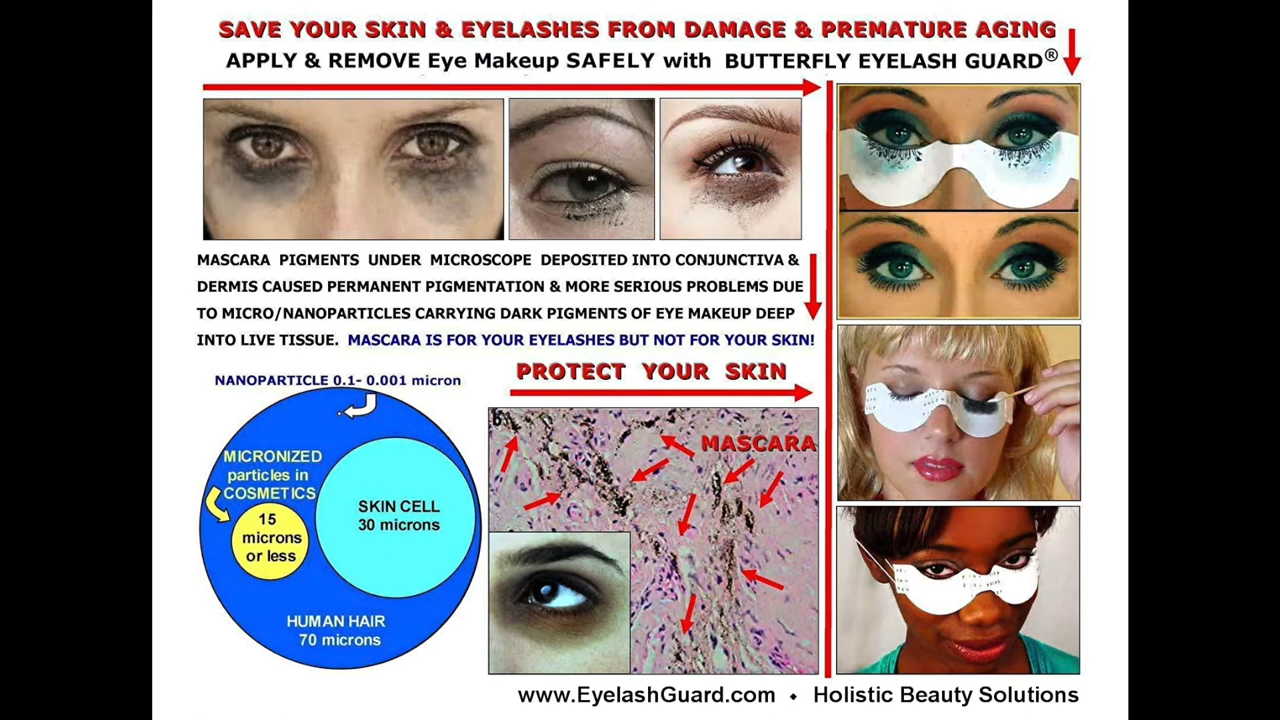 SAVE YOUR SKIN & EYELASHES FROM DAMAGE & PREMATURE AGING
APPLY & REMOVE Eye Makeup SAFELY with BUTTERFLY EYELASH GUARD®
MASCARA PIGMENTS UNDER MICROSCOPE DEPOSITED INTO CONJUNCTIVA &
DERMIS CAUSED PERMANENT PIGMENTATION & MORE SERIOUS PROBLEMS DUE
TO MICRO/NANOPARTICLES CARRYING DARK PIGMENTS OF EYE MAKEUP DEEP
INTO LIVE TISSUE. MASCARA IS FOR YOUR EYELASHES BUT NOT FOR YOUR SKIN!
NANOPARTICLE 0.1- 0.001 micron
MICRONIZED
particles in
COSMETICS
15
microns
or less
SKIN CELL
30 microns
HUMAN HAIR
70 microns
PROTECT YOUR SKIN
MASCARA
www.EyelashGuard.com • Holistic Beauty Solutions